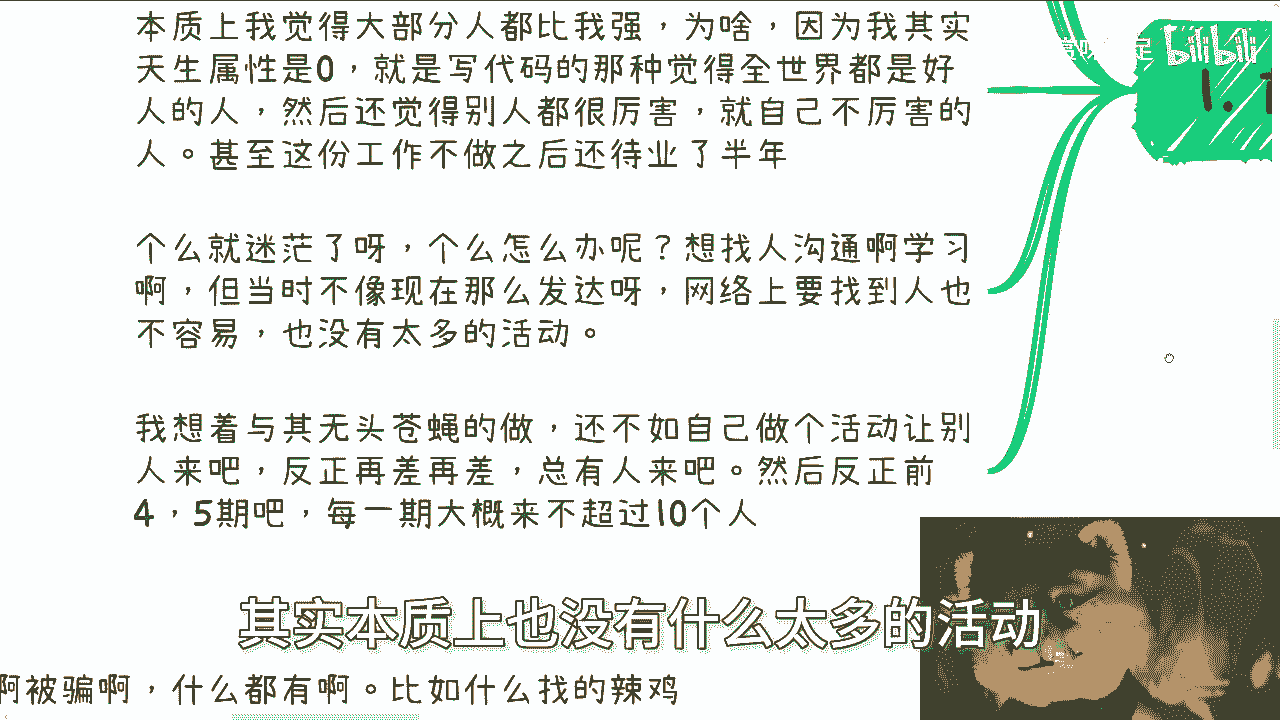 本质上我觉得大部分人都比我强，为啥，因为我其实
天生属性是0，就是写代码的那种觉得全世界都是好
人的人，然后还觉得别人都很厉害，就自己不厉害的
人。甚至这份工作不做之后还待业了半年
bilibili
1.
个么就迷茫了呀，个么怎么办呢？想找人沟通啊学习
啊，但当时不像现在那么发达呀，网络上要找到人也
不容易，也没有太多的活动。
我想着与其无头苍蝇的做，还不如自己做个活动让别
人来吧，反正再差再差，总有人来吧。然后反正前
4，5期吧，每一期大概来不超过10个人
其实本质上也没有什么太多的活动
啊被骗啊，什么都有啊。比如什么找的辣鸡